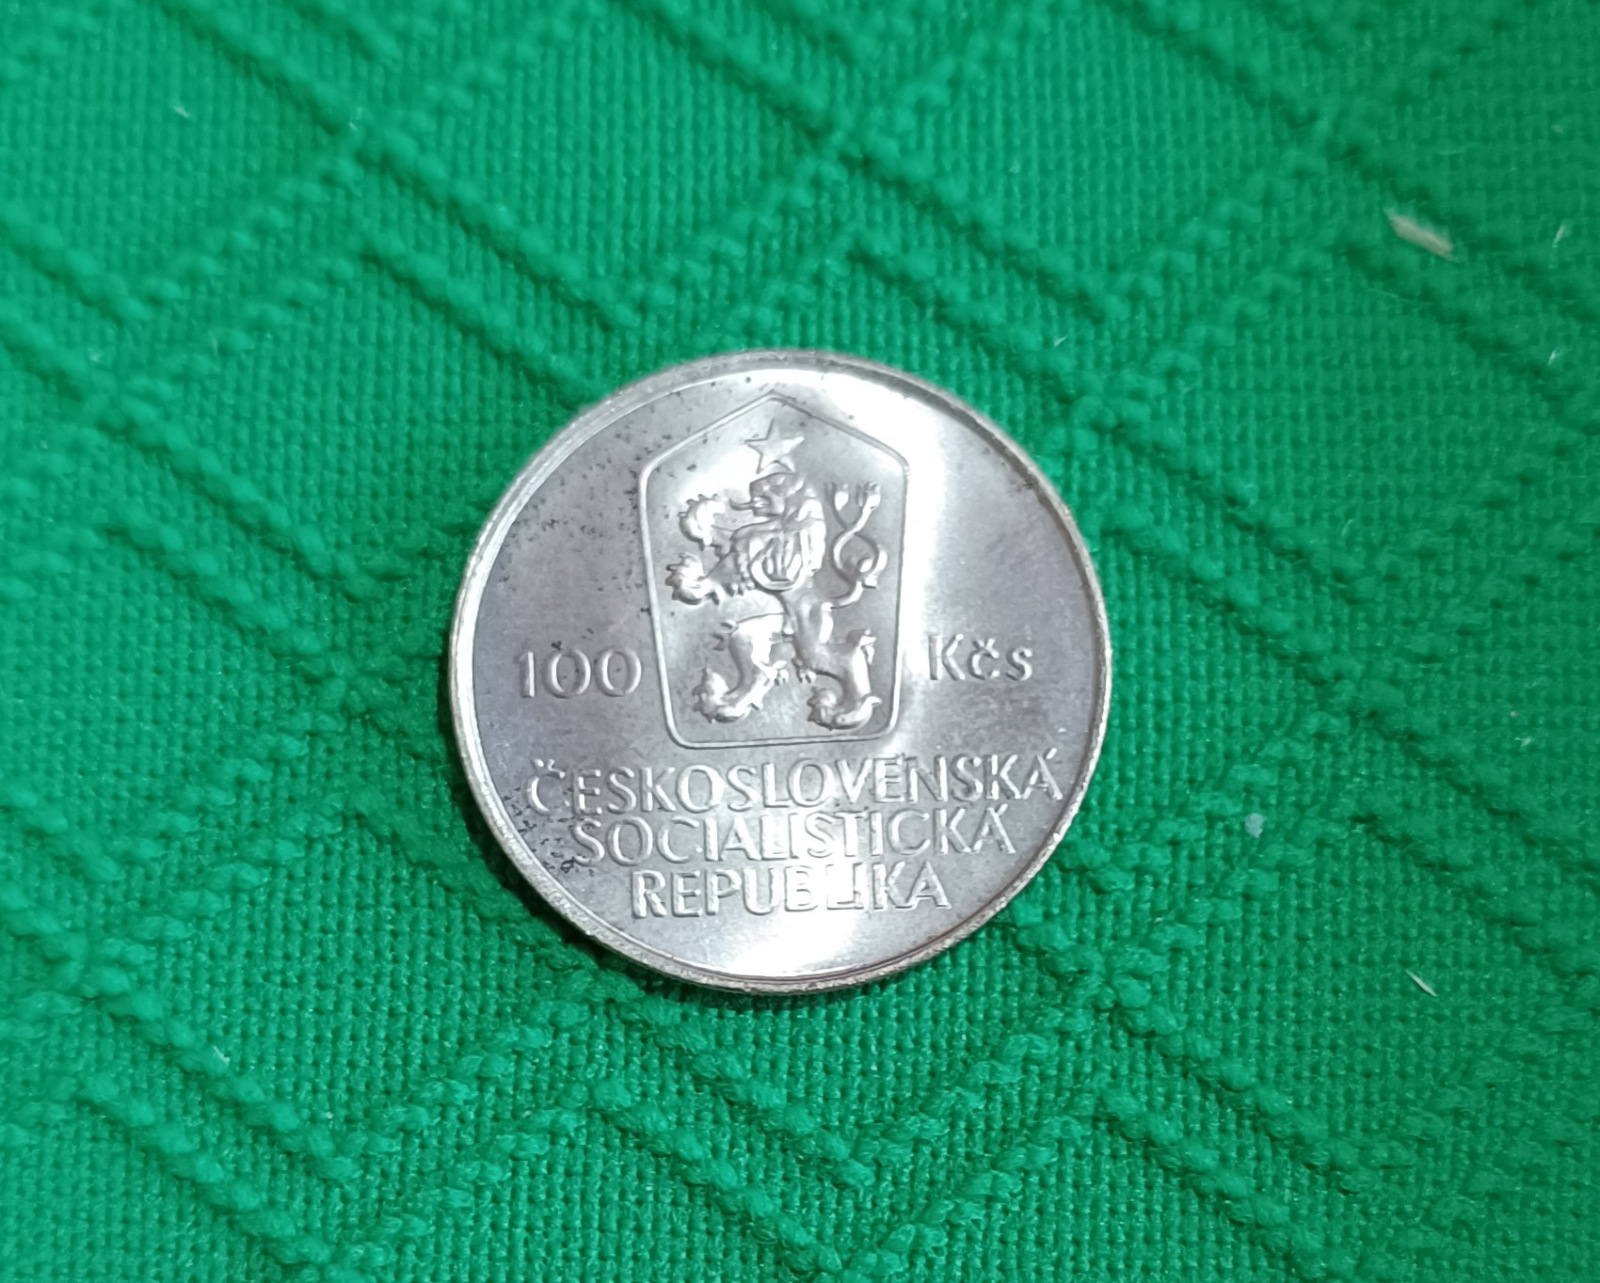 100 Kčs
ČESKOSLOVENSKÁ
SOCIALISTICKÁ
REPUBLIKA